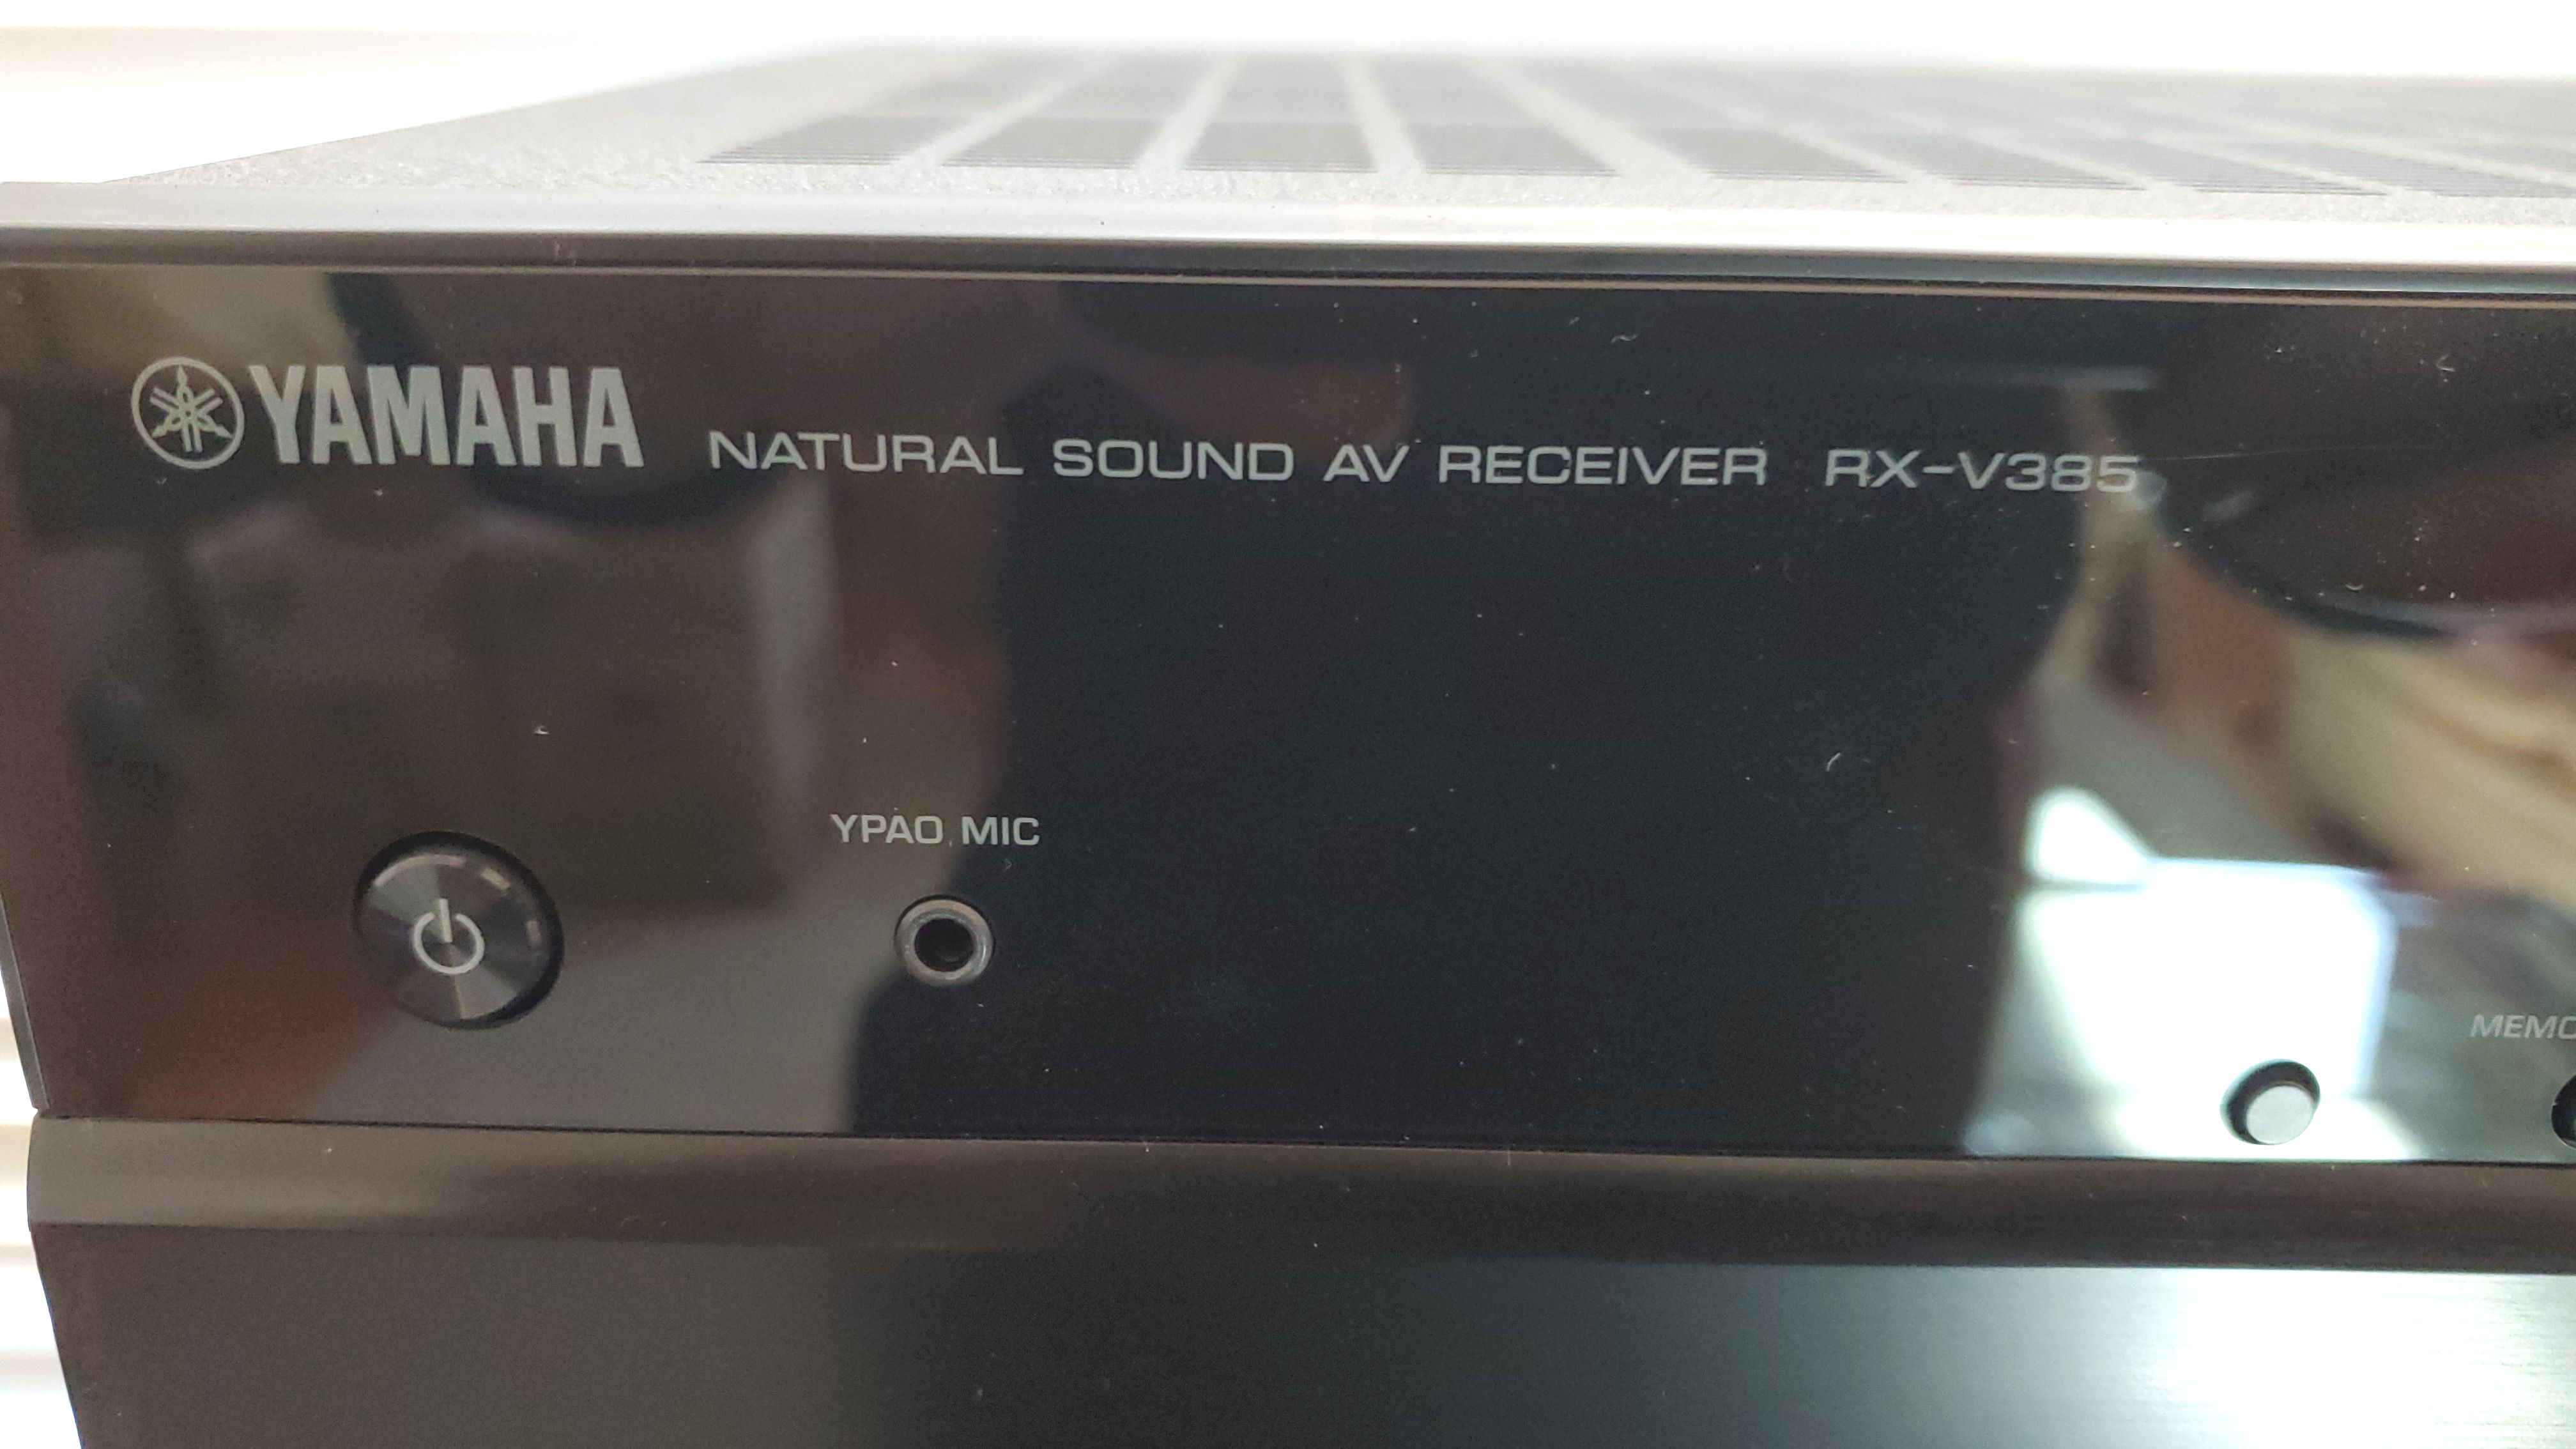 YAMAHA NATURAL SOUND AV RECEIVER RX-V385
YPAO MIC